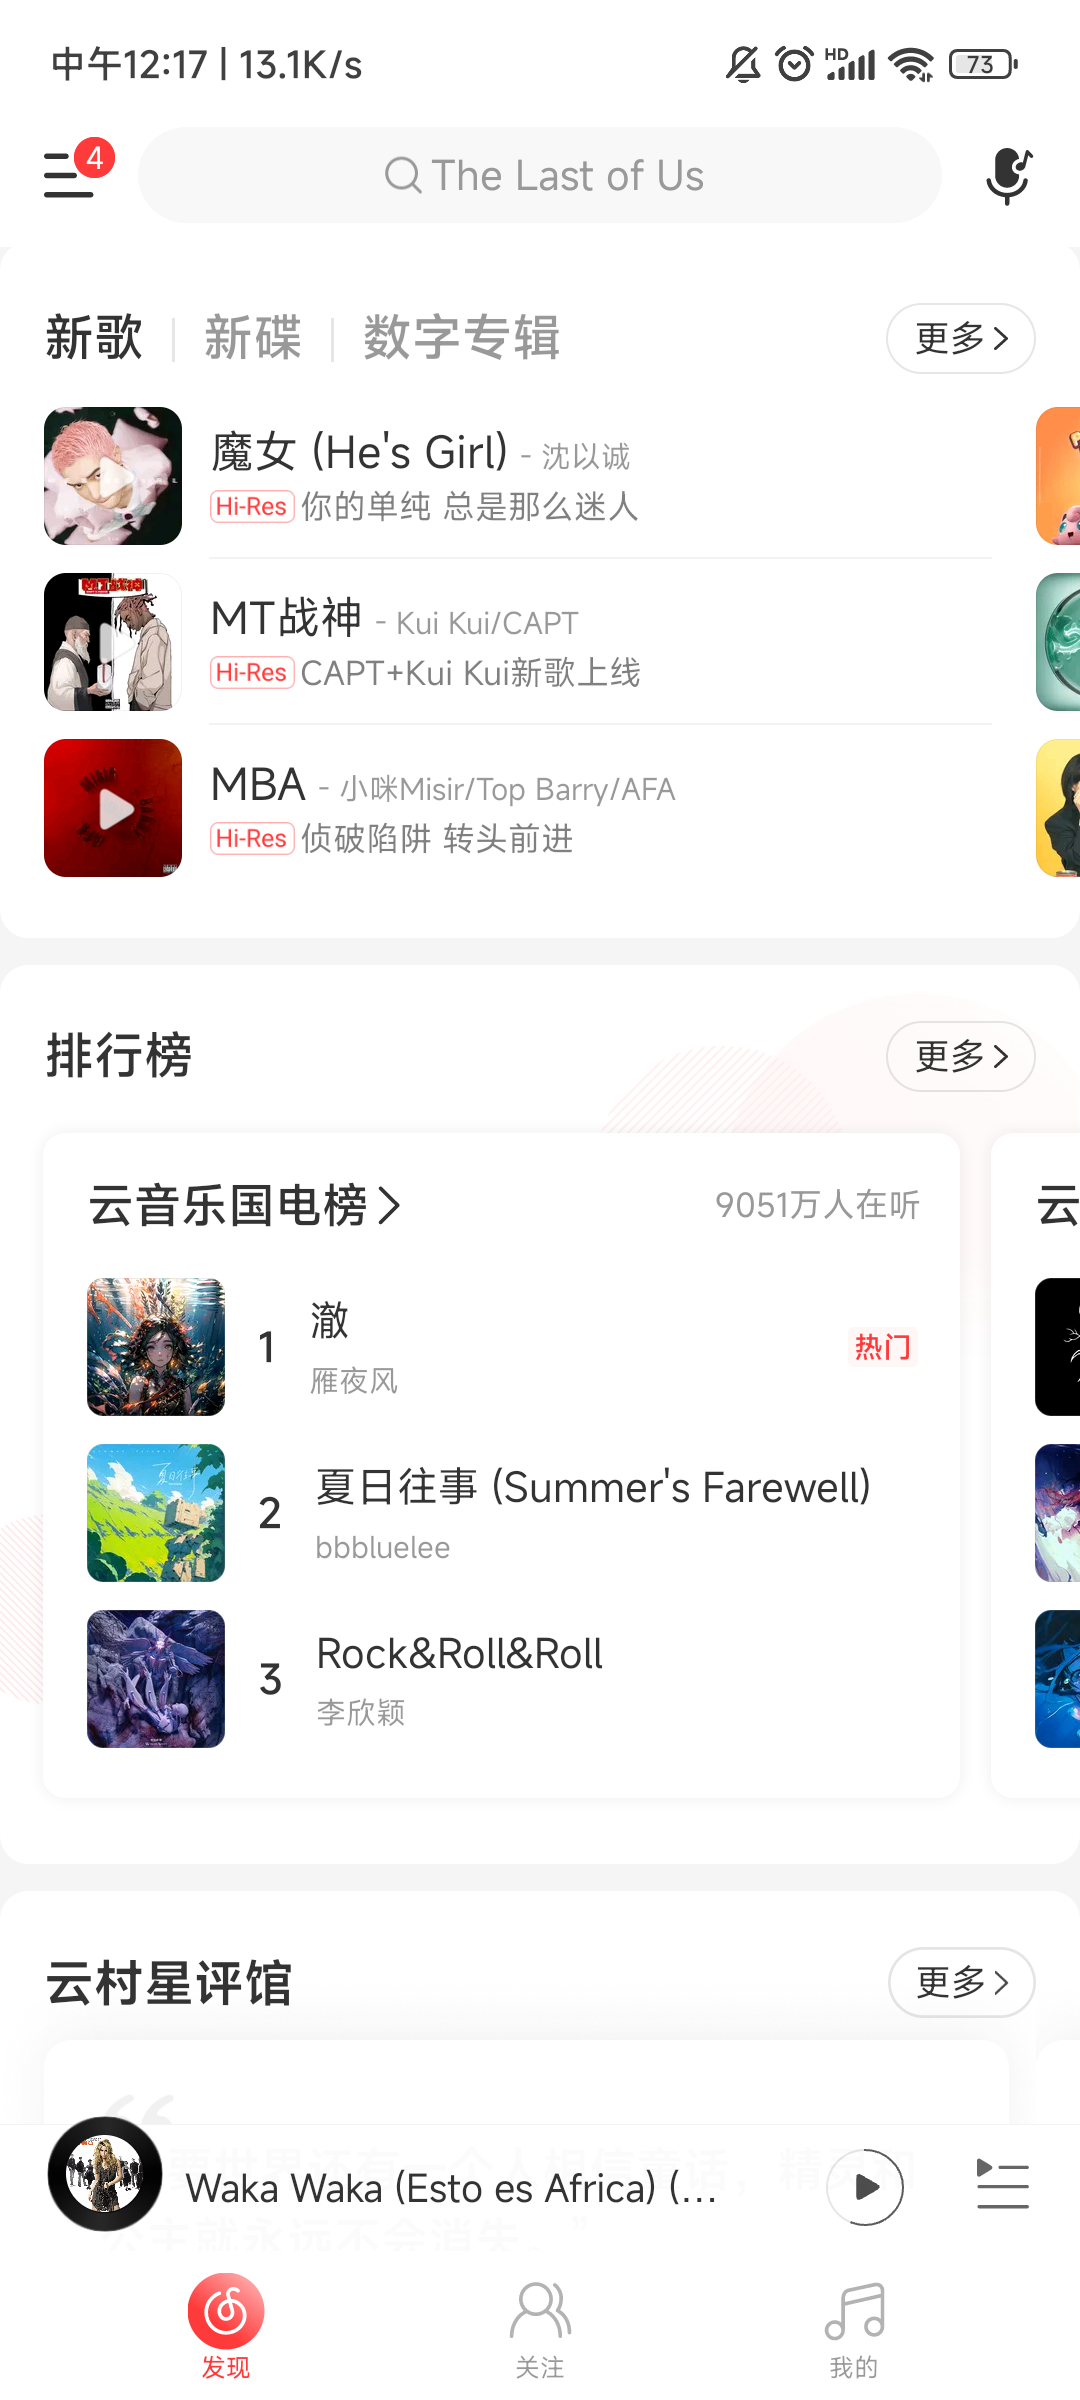 中午12:17 | 13.1K/s
HD
73
4
The Last of Us
新歌 | 新碟 | 数字专辑
更多
魔女 (He's Girl) - 沈以诚
Hi-Res 你的单纯 总是那么迷人
MT战神 - Kui Kui/CAPT
Hi-Res CAPT+Kui Kui新歌上线
MBA - 小咪Misir/Top Barry/AFA
Hi-Res 侦破陷阱 转头前进
排行榜
更多
云音乐国电榜
9051万人在听
云
1
澈
雁夜风
热门
夏日往事
2
夏日往事 (Summer's Farewell)
bbbluelee
3
Rock&Roll&Roll
李欣颖
云村星评馆
更多
Waka Waka (Esto es Africa) (...
发现
关注
我的